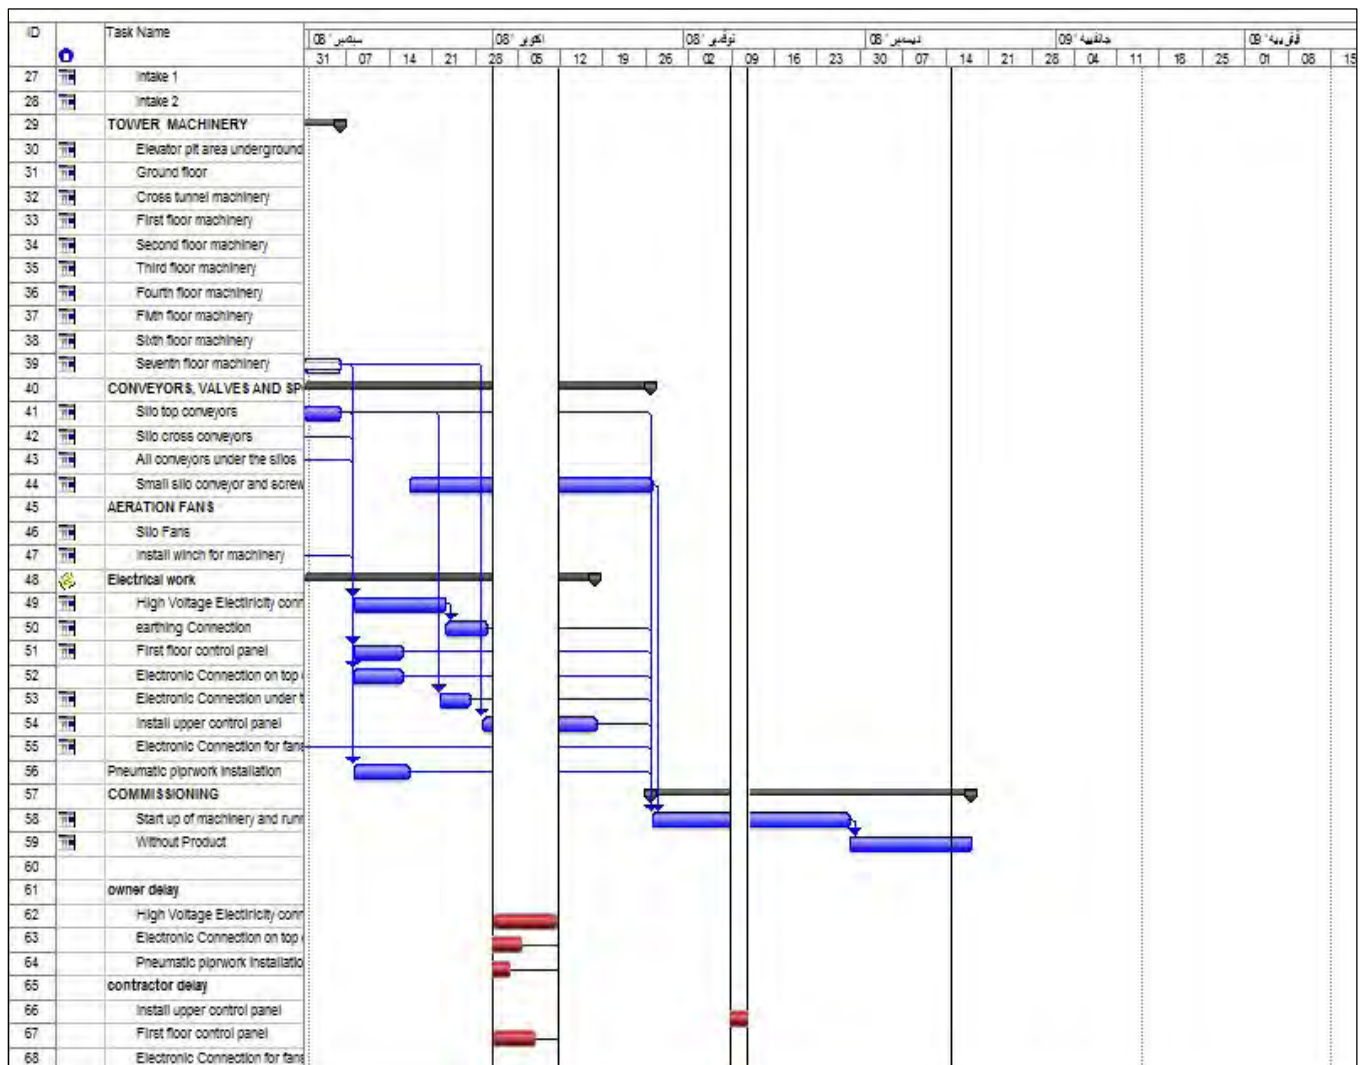 ID Task Name سبتمبر '08 اكتوبر '08 نوفمبر '08 ديسمبر '08 جانفييه '09 فيفرييه '09
31 07 14 21 28 05 12 19 26 02 09 16 23 30 07 14 21 28 04 11 18 25 01 08 15
27 Intake 1
28 Intake 2
29 TOWER MACHINERY
30 Elevator pit area underground
31 Ground floor
32 Cross tunnel machinery
33 First floor machinery
34 Second floor machinery
35 Third floor machinery
36 Fourth floor machinery
37 Fivth floor machinery
38 Sixth floor machinery
39 Seventh floor machinery
40 CONVEYORS, VALVES AND SP
41 Silo top conveyors
42 Silo cross conveyors
43 All conveyors under the silos
44 Small silo conveyor and screw
45 AERATION FANS
46 Silo Fans
47 Install winch for machinery
48 Electrical work
49 High Voltage Electiricity conn
50 earthing Connection
51 First floor control panel
52 Electronic Connection on top
53 Electronic Connection under t
54 Install upper control panel
55 Electronic Connection for fans
56 Pneumatic piprwork installation
57 COMMISSIONING
58 Start up of machinery and runn
59 Without Product
60
61 owner delay
62 High Voltage Electiricity conn
63 Electronic Connection on top
64 Pneumatic piprwork Installatio
65 contractor delay
66 Install upper control panel
67 First floor control panel
68 Electronic Connection for fans